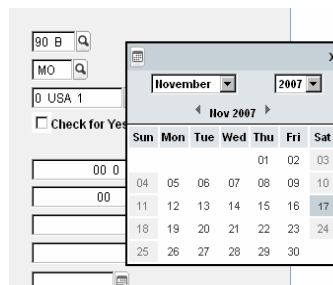 90 B
MO
0 USA 1
Check for Yes
00 0
00
X
November 2007
Nov 2007
Sun Mon Tue Wed Thu Fri Sat
01 02 03
04 05 06 07 08 09 10
11 12 13 14 15 16 17
18 19 20 21 22 23 24
25 26 27 28 29 30